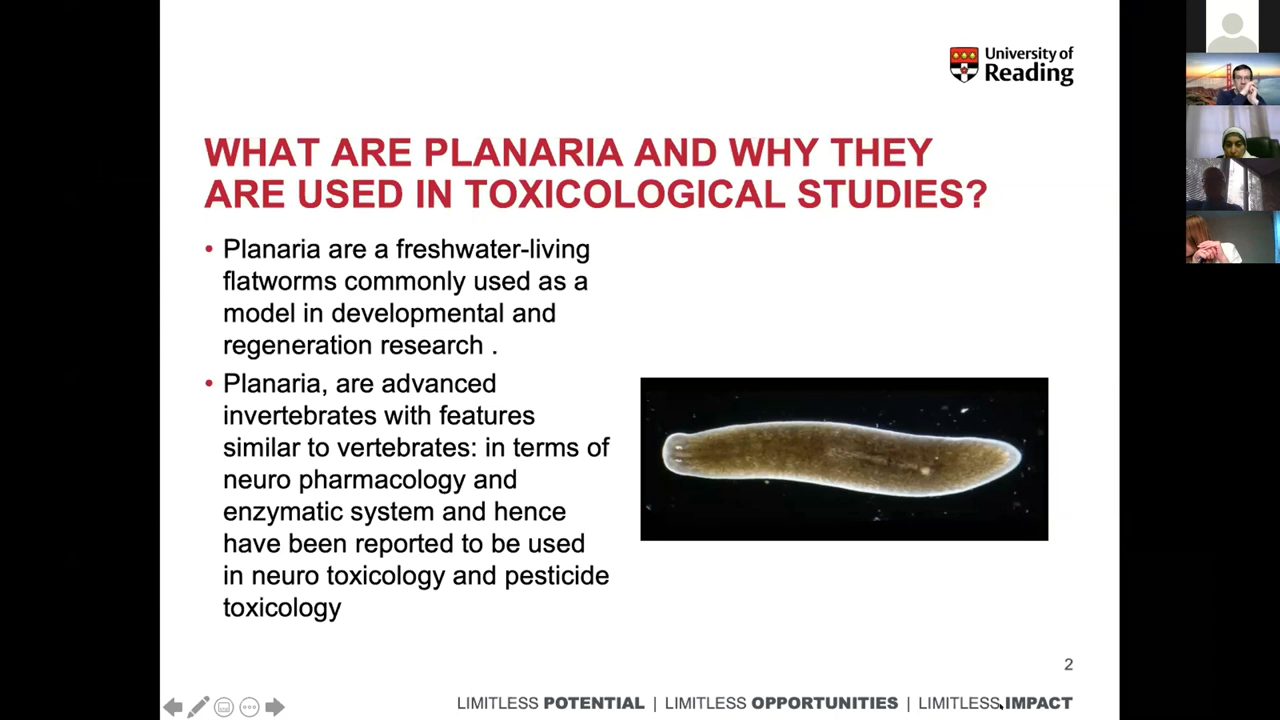 University of
Reading
WHAT ARE PLANARIA AND WHY THEY
ARE USED IN TOXICOLOGICAL STUDIES?
• Planaria are a freshwater-living
flatworms commonly used as a
model in developmental and
regeneration research .
• Planaria, are advanced
invertebrates with features
similar to vertebrates: in terms of
neuro pharmacology and
enzymatic system and hence
have been reported to be used
in neuro toxicology and pesticide
toxicology
2
LIMITLESS POTENTIAL | LIMITLESS OPPORTUNITIES | LIMITLESS IMPACT